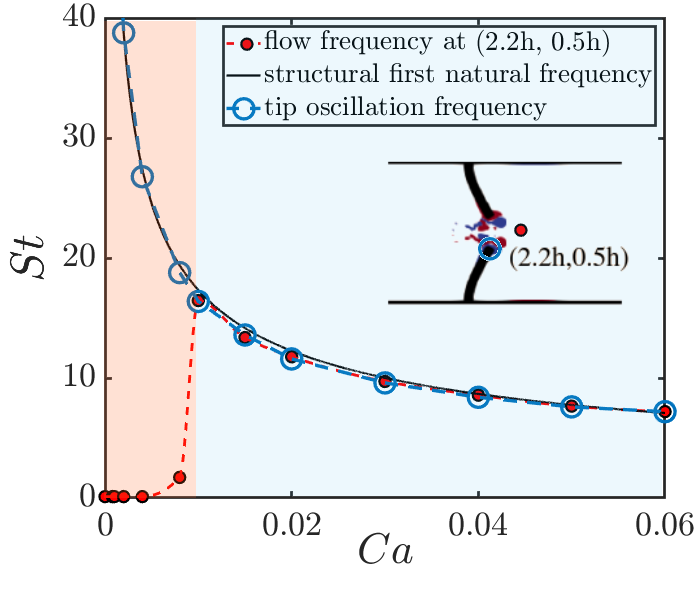 40
30
20
10
0
St
flow frequency at (2.2h, 0.5h)
structural first natural frequency
tip oscillation frequency
(2.2h,0.5h)
0 0.02 0.04 0.06
Ca